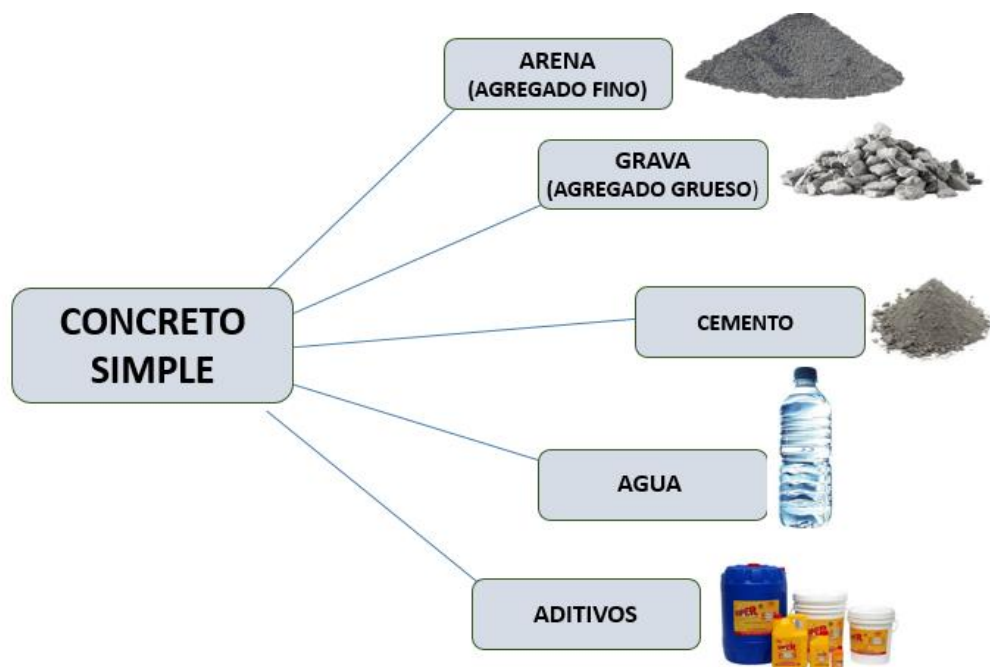 ARENA
(AGREGADO FINO)
GRAVA
(AGREGADO GRUESO)
CONCRETO
SIMPLE
CEMENTO
AGUA
ADITIVOS